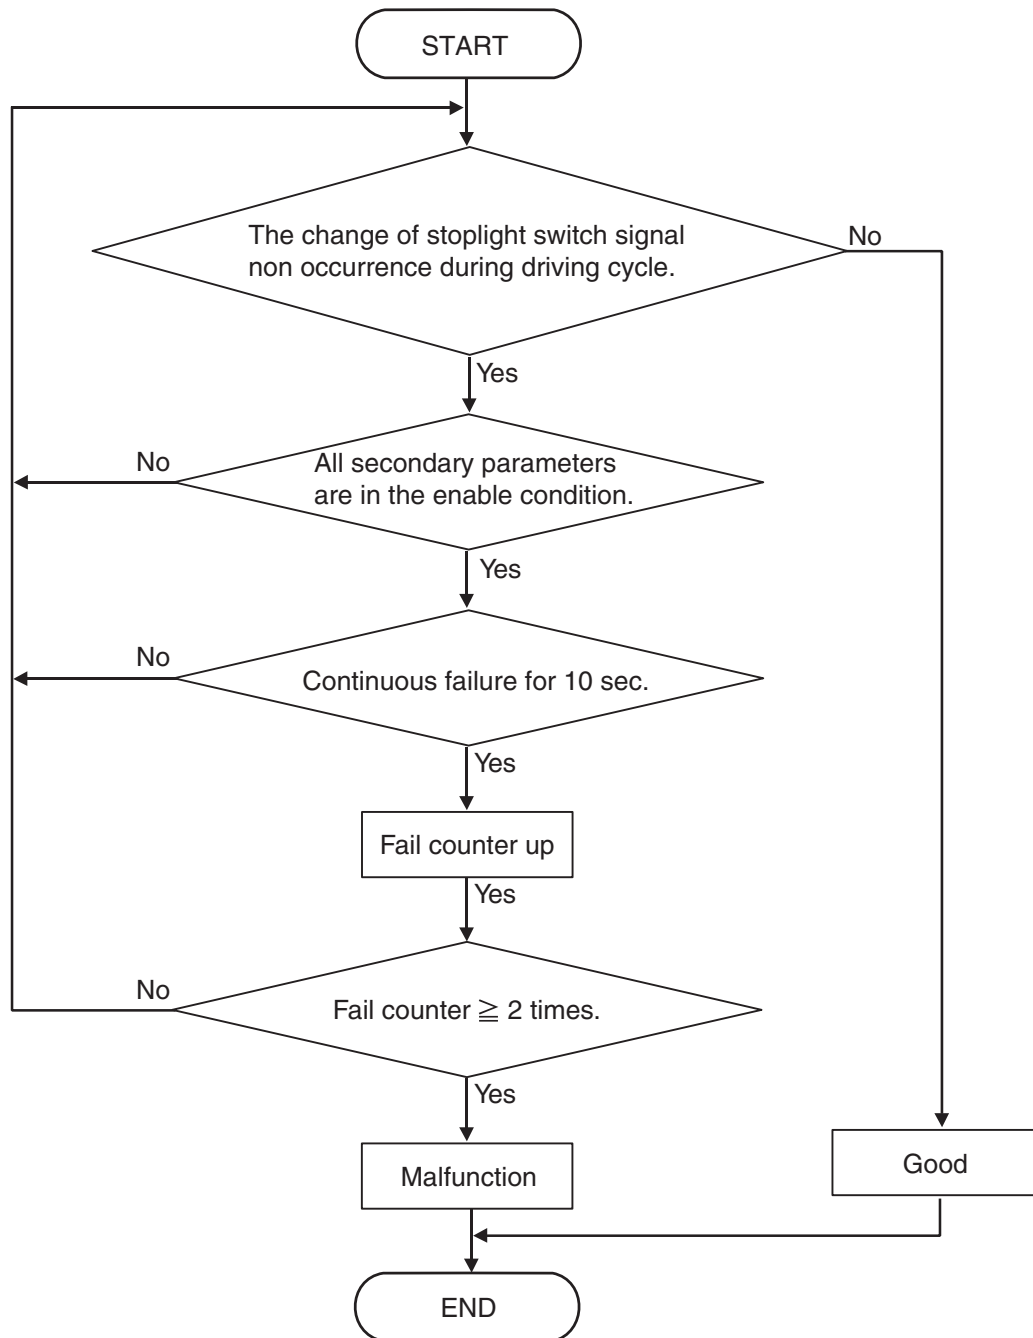 START
The change of stoplight switch signal
non occurrence during driving cycle.
No
Yes
All secondary parameters
are in the enable condition.
No
Yes
Continuous failure for 10 sec.
No
Yes
Fail counter up
Yes
Fail counter ≧ 2 times.
No
Yes
Malfunction
Good
END